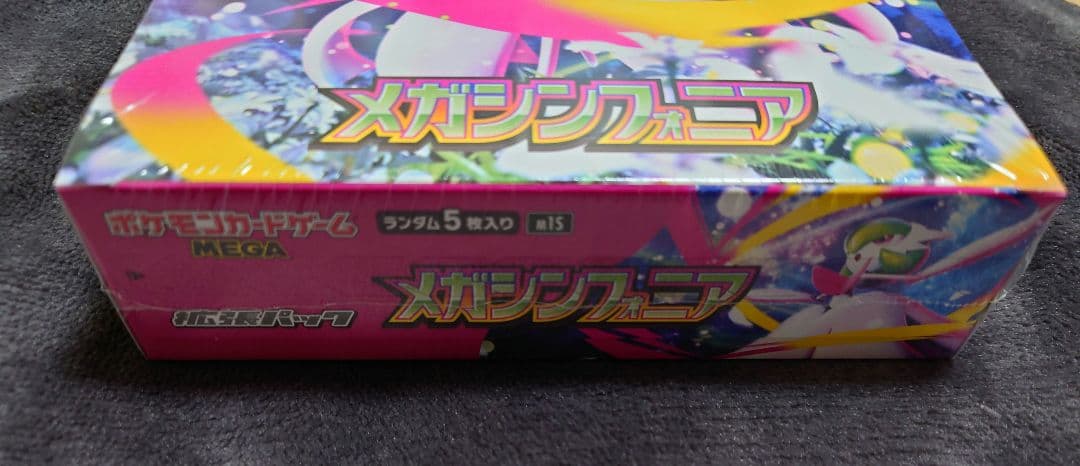 メガシンフォニア
ポケモンカードゲーム
MEGA
ランダム5枚入り
m1S
拡張パック
メガシンフォニア